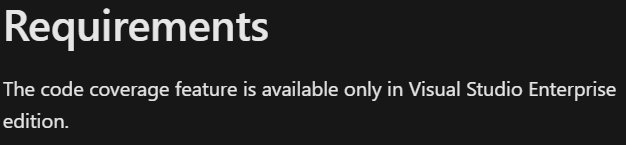 Requirements
The code coverage feature is available only in Visual Studio Enterprise
edition.